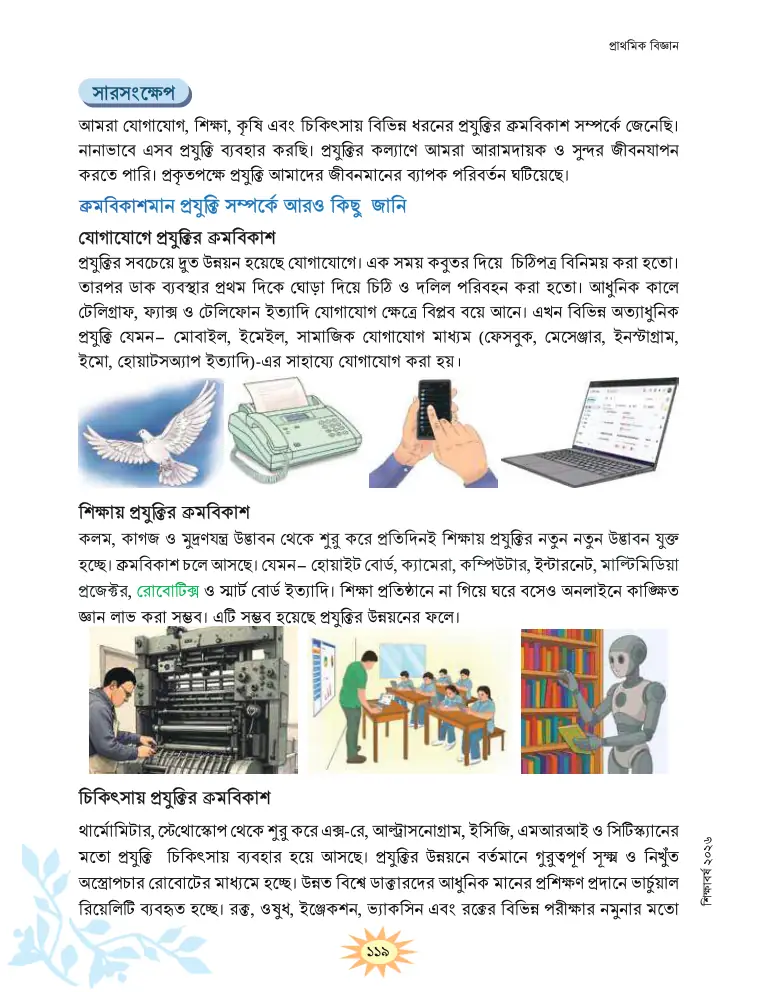 প্রাথমিক বিজ্ঞান
সারসংক্ষেপ
আমরা যোগাযোগ, শিক্ষা, কৃষি এবং চিকিৎসায় বিভিন্ন ধরনের প্রযুক্তির ক্রমবিকাশ সম্পর্কে জেনেছি।
নানাভাবে এসব প্রযুক্তি ব্যবহার করছি। প্রযুক্তির কল্যাণে আমরা আরামদায়ক ও সুন্দর জীবনযাপন
করতে পারি। প্রকৃতপক্ষে প্রযুক্তি আমাদের জীবনমানের ব্যাপক পরিবর্তন ঘটিয়েছে।
ক্রমবিকাশমান প্রযুক্তি সম্পর্কে আরও কিছু জানি
যোগাযোগে প্রযুক্তির ক্রমবিকাশ
প্রযুক্তির সবচেয়ে দ্রুত উন্নয়ন হয়েছে যোগাযোগে। এক সময় কবুতর দিয়ে চিঠিপত্র বিনিময় করা হতো।
তারপর ডাক ব্যবস্থার প্রথম দিকে ঘোড়া দিয়ে চিঠি ও দলিল পরিবহন করা হতো। আধুনিক কালে
টেলিগ্রাফ, ফ্যাক্স ও টেলিফোন ইত্যাদি যোগাযোগ ক্ষেত্রে বিপ্লব বয়ে আনে। এখন বিভিন্ন অত্যাধুনিক
প্রযুক্তি যেমন– মোবাইল, ইমেইল, সামাজিক যোগাযোগ মাধ্যম (ফেসবুক, মেসেঞ্জার, ইনস্টাগ্রাম,
ইমো, হোয়াটসঅ্যাপ ইত্যাদি)-এর সাহায্যে যোগাযোগ করা হয়।
শিক্ষায় প্রযুক্তির ক্রমবিকাশ
কলম, কাগজ ও মুদ্রণযন্ত্র উদ্ভাবন থেকে শুরু করে প্রতিদিনই শিক্ষায় প্রযুক্তির নতুন নতুন উদ্ভাবন যুক্ত
হচ্ছে। ক্রমবিকাশ চলে আসছে। যেমন– হোয়াইট বোর্ড, ক্যামেরা, কম্পিউটার, ইন্টারনেট, মাল্টিমিডিয়া
প্রজেক্টর, রোবোটিক্স ও স্মার্ট বোর্ড ইত্যাদি। শিক্ষা প্রতিষ্ঠানে না গিয়ে ঘরে বসেও অনলাইনে কাঙ্ক্ষিত
জ্ঞান লাভ করা সম্ভব। এটি সম্ভব হয়েছে প্রযুক্তির উন্নয়নের ফলে।
চিকিৎসায় প্রযুক্তির ক্রমবিকাশ
থার্মোমিটার, স্টেথোস্কোপ থেকে শুরু করে এক্স-রে, আল্ট্রাসনোগ্রাম, ইসিজি, এমআরআই ও সিটিস্ক্যানের
মতো প্রযুক্তি চিকিৎসায় ব্যবহার হয়ে আসছে। প্রযুক্তির উন্নয়নে বর্তমানে গুরুত্বপূর্ণ সূক্ষ্ম ও নিখুঁত
অস্ত্রোপচার রোবোটের মাধ্যমে হচ্ছে। উন্নত বিশ্বে ডাক্তারদের আধুনিক মানের প্রশিক্ষণ প্রদানে ভার্চুয়াল
রিয়েলিটি ব্যবহৃত হচ্ছে। রক্ত, ওষুধ, ইঞ্জেকশন, ভ্যাকসিন এবং রক্তের বিভিন্ন পরীক্ষার নমুনার মতো
শিক্ষাবর্ষ ২০২৬
১১৯